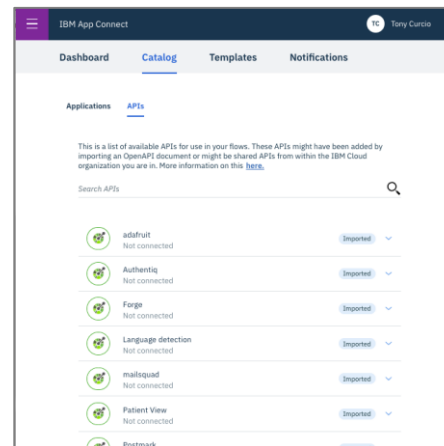 IBM App Connect
TC Tony Curcio
Dashboard Catalog Templates Notifications
Applications APIs
This is a list of available APIs for use in your flows. These APIs might have been added by
importing an OpenAPI document or might be shared APIs from within the IBM Cloud
organization you are in. More information on this here.
Search APIs
adafruit
Not connected
Imported
Authentiq
Not connected
Imported
Forge
Not connected
Imported
Language detection
Not connected
Imported
mailsquad
Not connected
Imported
Patient View
Not connected
Imported
Postmark